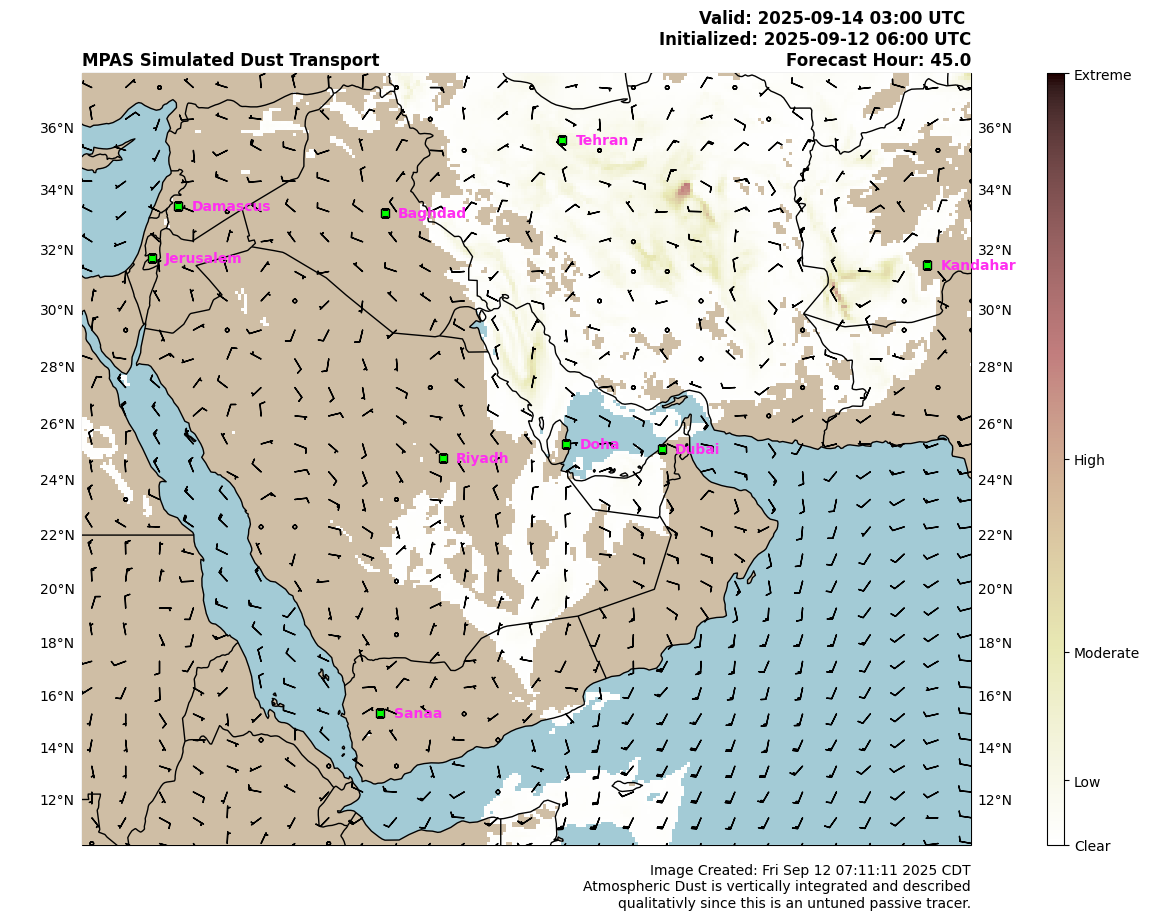 Valid: 2025-09-14 03:00 UTC
Initialized: 2025-09-12 06:00 UTC
MPAS Simulated Dust Transport Forecast Hour: 45.0
Extreme
36°N Tehran 36°N
34°N Damascus Baghdad 34°N
32°N Jerusalem 32°N
Kandahar
30°N 30°N
28°N 28°N
26°N 26°N
Riyadh Doha Dubai High
24°N 24°N
22°N 22°N
20°N 20°N
18°N 18°N
Moderate
16°N 16°N
Sanaa
14°N 14°N
12°N 12°N Low
Clear
Image Created: Fri Sep 12 07:11:11 2025 CDT
Atmospheric Dust is vertically integrated and described
qualitativly since this is an untuned passive tracer.